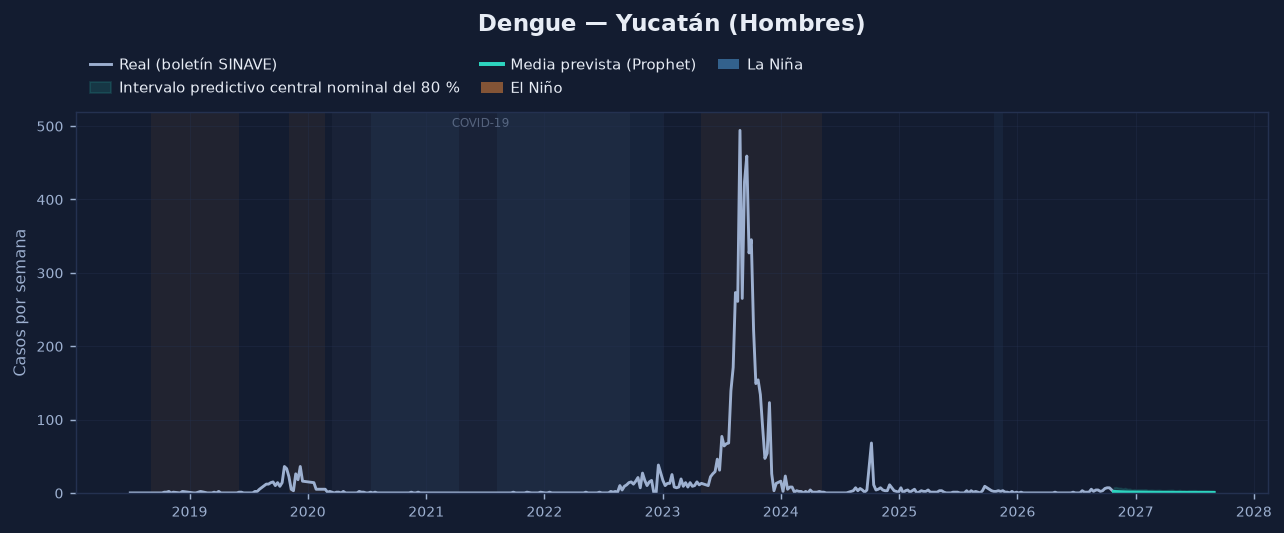 Dengue — Yucatán (Hombres)
Real (boletín SINAVE)
Media prevista (Prophet)
La Niña
Intervalo predictivo central nominal del 80 %
El Niño
COVID-19
Casos por semana
500
400
300
200
100
0
2019 2020 2021 2022 2023 2024 2025 2026 2027 2028